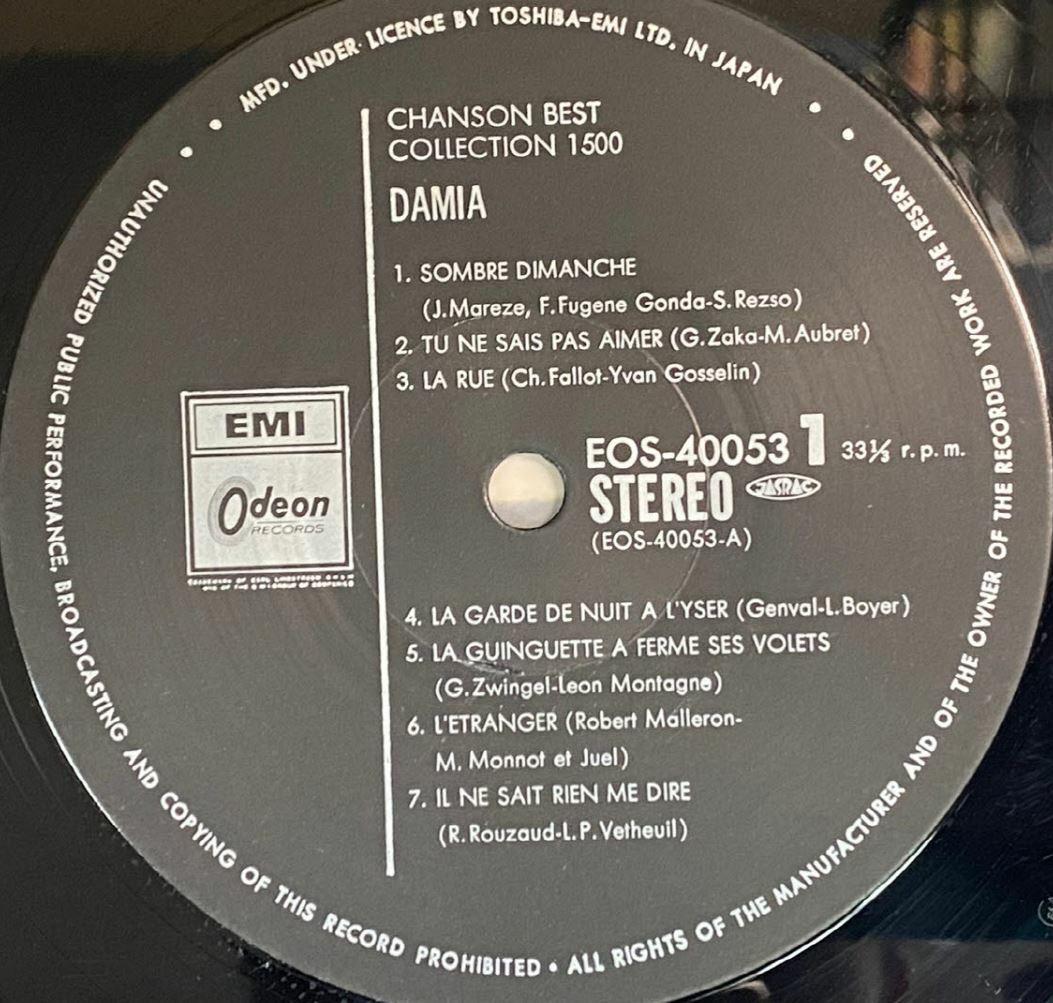 MFD. UNDER LICENCE BY TOSHIBA-EMI LTD. IN JAPAN
CHANSON BEST
COLLECTION 1500
DAMIA
1. SOMBRE DIMANCHE
(J.Mareze, F.Fugene Gonda-S.Rezso)
2. TU NE SAIS PAS AIMER (G.Zaka-M.Aubret)
3. LA RUE (Ch.Fallot-Yvan Gosselin)
EMI
Odeon
RECORDS
EOS-40053 1 33⅓ r.p.m.
STEREO JASRAC
(EOS-40053-A)
4. LA GARDE DE NUIT A L'YSER (Genval-L.Boyer)
5. LA GUINGUETTE A FERME SES VOLETS
(G.Zwingel-Leon Montagne)
6. L'ETRANGER (Robert Malleron-
M. Monnot et Juel)
7. IL NE SAIT RIEN ME DIRE
(R.Rouzaud-L.P.Vetheuil)
UNAUTHORIZED PUBLIC PERFORMANCE, BROADCASTING AND COPYING OF THIS RECORD PROHIBITED • ALL RIGHTS OF THE MANUFACTURER AND OF THE OWNER OF THE RECORDED WORK ARE RESERVED